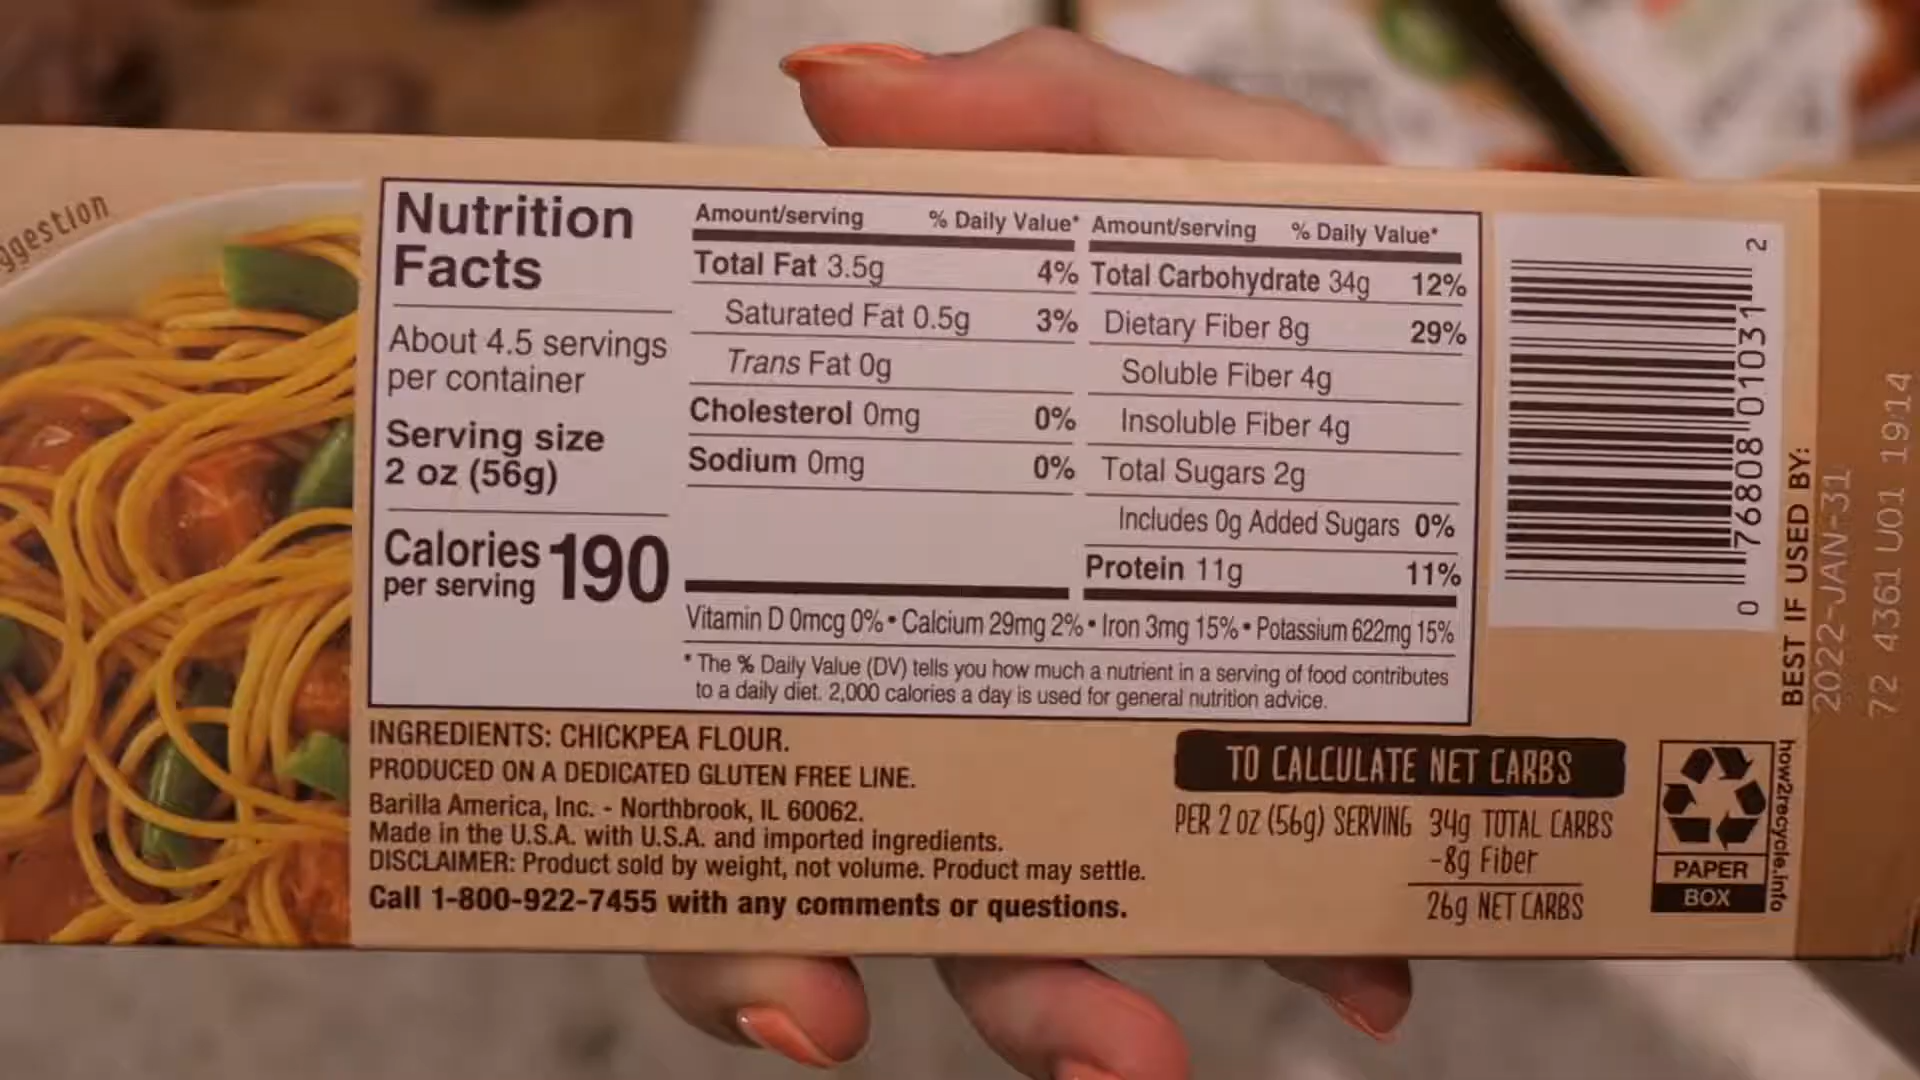 Nutrition
Facts
About 4.5 servings
per container
Serving size
2 oz (56g)
Calories
per serving
190
Amount/serving % Daily Value*
Total Fat 3.5g 4%
Saturated Fat 0.5g 3%
Trans Fat 0g
Cholesterol 0mg 0%
Sodium 0mg 0%
Amount/serving % Daily Value*
Total Carbohydrate 34g 12%
Dietary Fiber 8g 29%
Soluble Fiber 4g
Insoluble Fiber 4g
Total Sugars 2g
Includes 0g Added Sugars 0%
Protein 11g 11%
Vitamin D 0mcg 0% • Calcium 29mg 2% • Iron 3mg 15% • Potassium 622mg 15%
* The % Daily Value (DV) tells you how much a nutrient in a serving of food contributes
to a daily diet. 2,000 calories a day is used for general nutrition advice.
INGREDIENTS: CHICKPEA FLOUR.
PRODUCED ON A DEDICATED GLUTEN FREE LINE.
Barilla America, Inc. - Northbrook, IL 60062.
Made in the U.S.A. with U.S.A. and imported ingredients.
DISCLAIMER: Product sold by weight, not volume. Product may settle.
Call 1-800-922-7455 with any comments or questions.
TO CALCULATE NET CARBS
PER 2 OZ (56g) SERVING 34g TOTAL CARBS
-8g Fiber
26g NET CARBS
0 76808 01031 2
PAPER
BOX
how2recycle.info
BEST IF USED BY:
2022-JAN-31
72 4361 U01 19:14